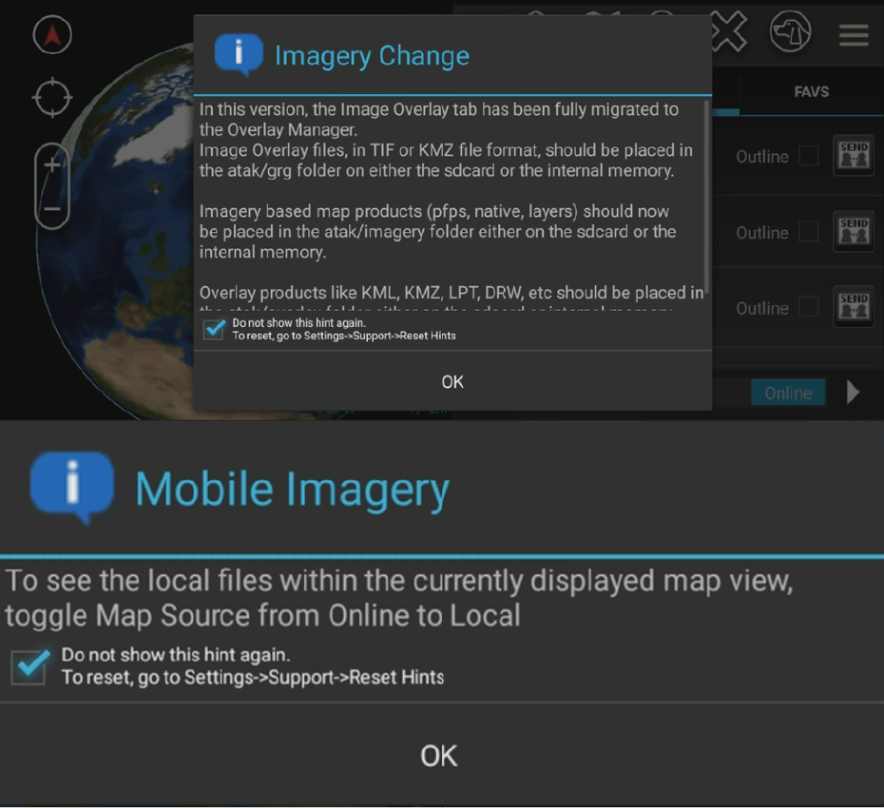 Imagery Change
In this version, the Image Overlay tab has been fully migrated to
the Overlay Manager.
Image Overlay files, in TIF or KMZ file format, should be placed in
the atak/grg folder on either the sdcard or the internal memory.
Imagery based map products (pfps, native, layers) should now
be placed in the atak/imagery folder either on the sdcard or the
internal memory.
Overlay products like KML, KMZ, LPT, DRW, etc should be placed in
Do not show this hint again.
To reset, go to Settings->Support->Reset Hints
OK
FAVS
Outline
SEND
Outline
SEND
Outline
SEND
Online
Mobile Imagery
To see the local files within the currently displayed map view,
toggle Map Source from Online to Local
Do not show this hint again.
To reset, go to Settings->Support->Reset Hints
OK